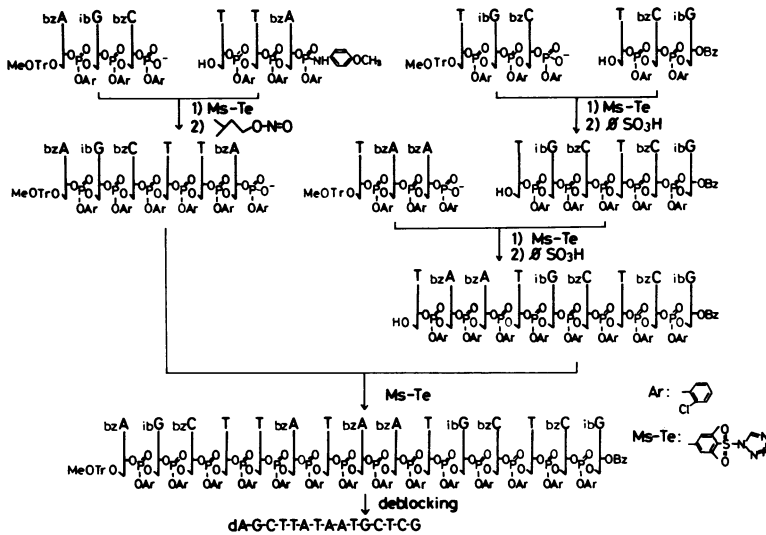 bzA ibG bzC T T bzA T ibG bzC T bzC ibG
MeOTrO HO NH OCH₃ MeOTrO HO OBz
OAr OAr OAr OAr OAr OAr OAr OAr OAr OAr OAr
1) Ms-Te
2) O-N=O
1) Ms-Te
2) ø SO₃H
bzA ibG bzC T T bzA T bzA bzA T ibG bzC T bzC ibG
MeOTrO MeOTrO HO OBz
OAr OAr OAr OAr OAr OAr OAr OAr OAr OAr OAr OAr OAr OAr
1) Ms-Te
2) ø SO₃H
T bzA bzA T ibG bzC T bzC ibG
HO OBz
OAr OAr OAr OAr OAr OAr OAr OAr
Ms-Te
Ar:
Cl
Ms-Te:
bzA ibG bzC T T bzA T bzA bzA T ibG bzC T bzC ibG
MeOTrO OBz
OAr OAr OAr OAr OAr OAr OAr OAr OAr OAr OAr OAr OAr OAr
deblocking
dA-G-C-T-T-A-T-A-A-T-G-C-T-C-G